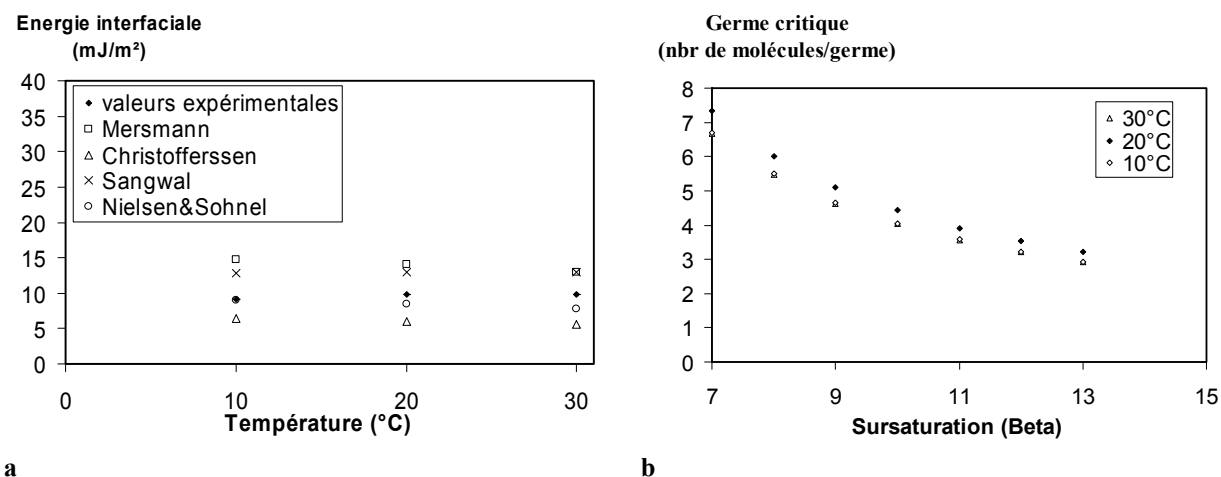 Energie interfaciale
(mJ/m²)
40
35
30
25
20
15
10
5
0
valeurs expérimentales
Mersmann
Christofferssen
Sangwal
Nielsen&Sohnel
0 10 20 30
Température (°C)
a
Germe critique
(nbr de molécules/germe)
8
7
6
5
4
3
2
1
0
30°C
20°C
10°C
7 9 11 13 15
Sursaturation (Beta)
b